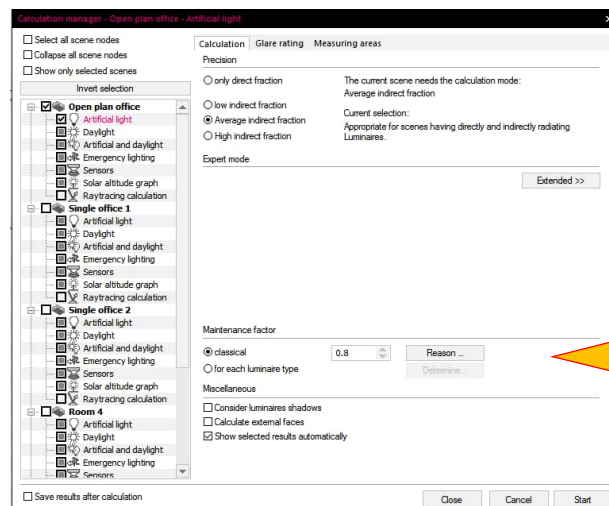 Calculation manager - Open plan office - Artificial light
Select all scene nodes
Collapse all scene nodes
Show only selected scenes
Invert selection
Open plan office
Artificial light
Daylight
Artificial and daylight
Emergency lighting
Sensors
Solar altitude graph
Raytracing calculation
Single office 1
Artificial light
Daylight
Artificial and daylight
Emergency lighting
Sensors
Solar altitude graph
Raytracing calculation
Single office 2
Artificial light
Daylight
Artificial and daylight
Emergency lighting
Sensors
Solar altitude graph
Raytracing calculation
Room 4
Artificial light
Daylight
Artificial and daylight
Emergency lighting
Sensors
Save results after calculation
Calculation Glare rating Measuring areas
Precision
only direct fraction
low indirect fraction
Average indirect fraction
High indirect fraction
The current scene needs the calculation mode:
Average indirect fraction
Current selection:
Appropriate for scenes having directly and indirectly radiating
Luminaires.
Expert mode
Extended >>
Maintenance factor
classical 0.8 Reason ...
for each luminaire type Determine...
Miscellaneous
Consider luminaires shadows
Calculate external faces
Show selected results automatically
Close Cancel Start